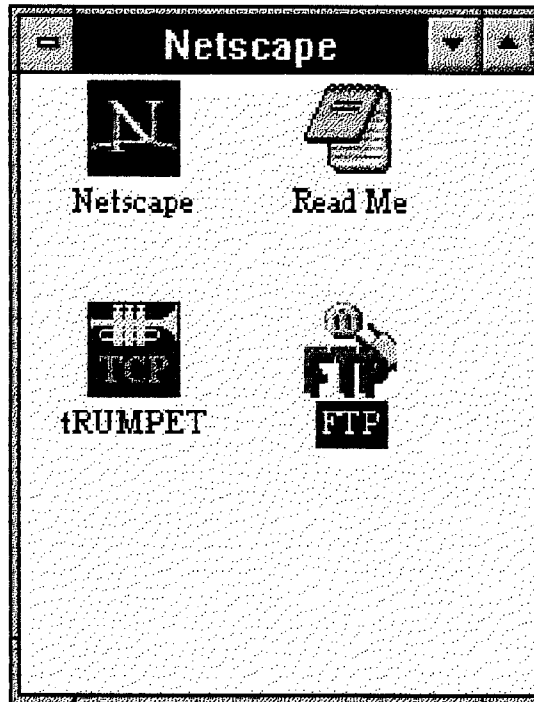 Netscape
N
Netscape
Read Me
TCP
tRUMPET
FTP
FTP